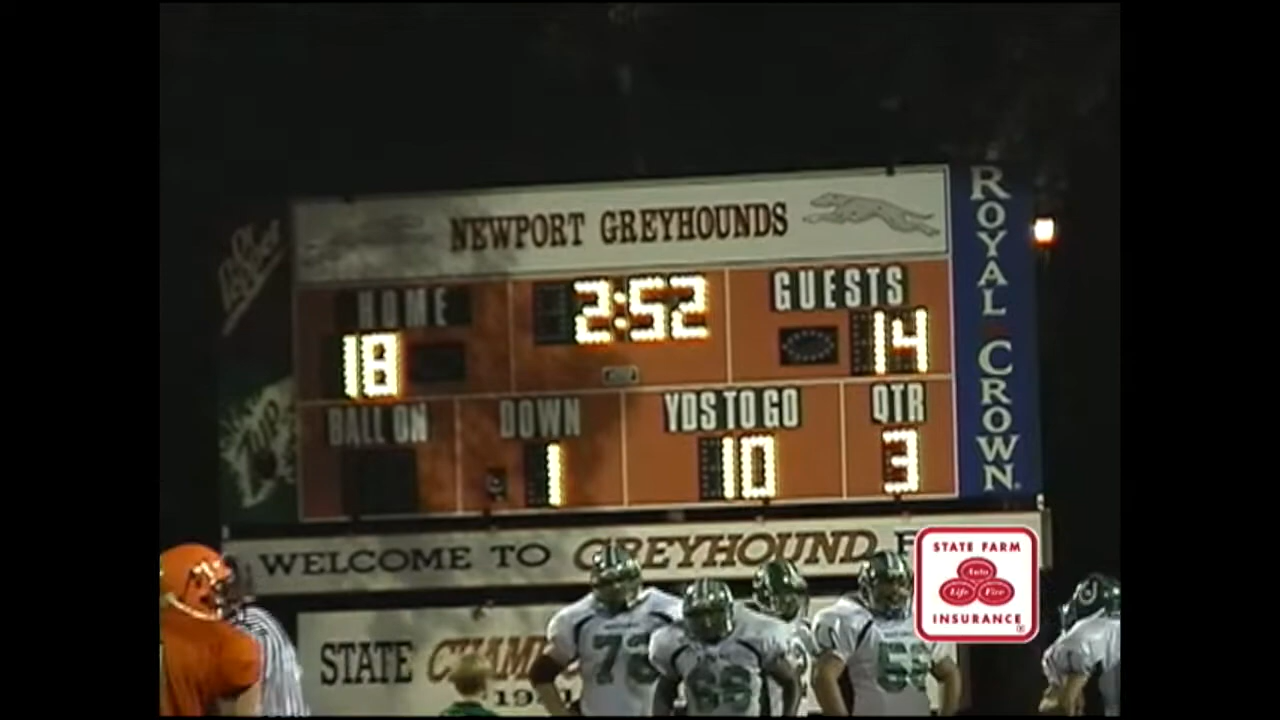 NEWPORT GREYHOUNDS
ROYAL CROWN
HOME
2:52
GUESTS
18
14
BALL ON
DOWN
YDS TO GO
QTR
1
10
3
WELCOME TO GREYHOUND
STATE FARM
Auto
Life
Fire
INSURANCE
STATE